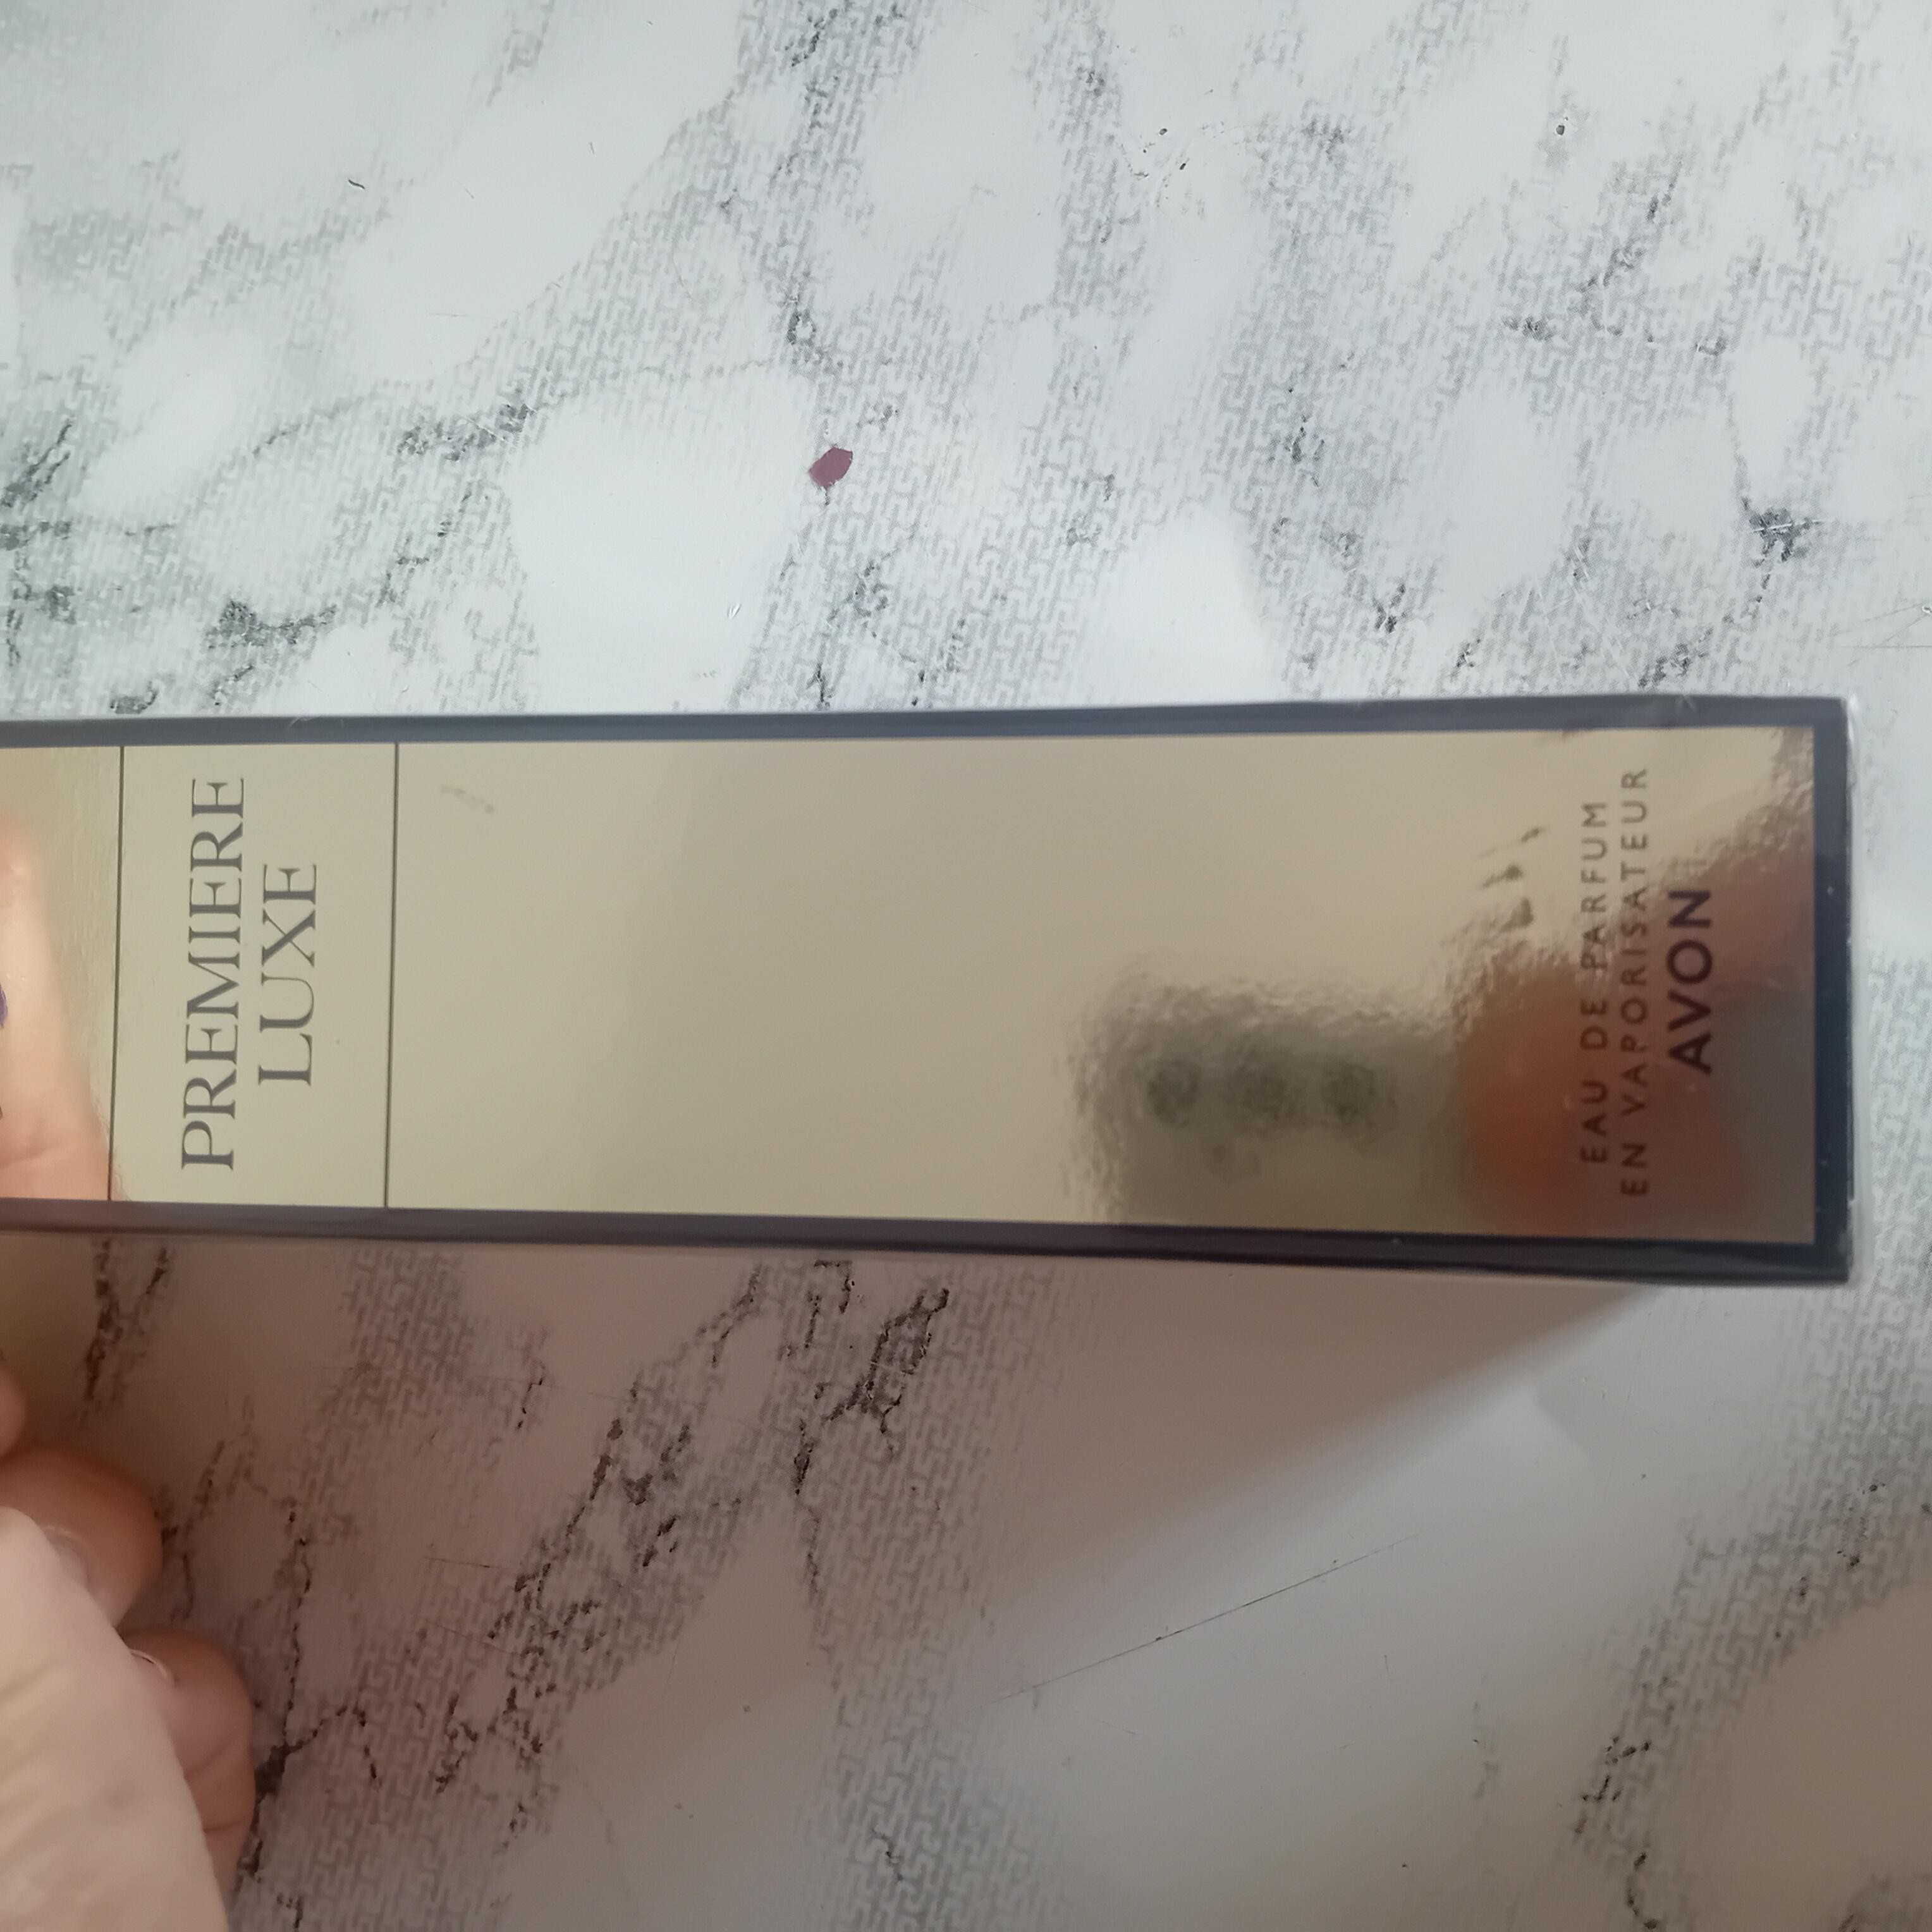 PREMIERE
LUXE
EAU DE PARFUM
EN VAPORISATEUR
AVON